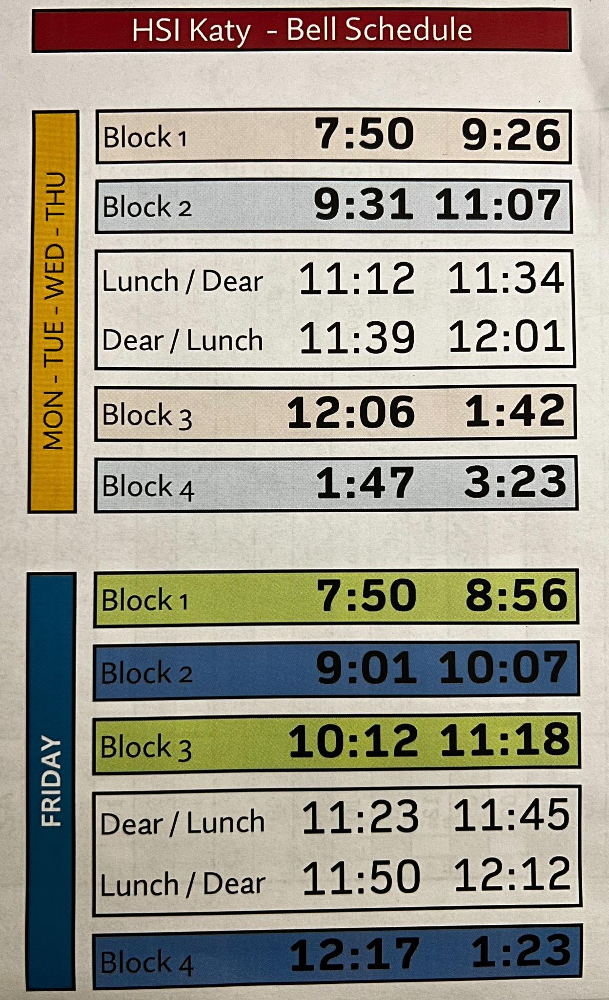 HSI Katy - Bell Schedule
MON - TUE - WED - THU
Block 1 7:50 9:26
Block 2 9:31 11:07
Lunch / Dear 11:12 11:34
Dear / Lunch 11:39 12:01
Block 3 12:06 1:42
Block 4 1:47 3:23
FRIDAY
Block 1 7:50 8:56
Block 2 9:01 10:07
Block 3 10:12 11:18
Dear / Lunch 11:23 11:45
Lunch / Dear 11:50 12:12
Block 4 12:17 1:23